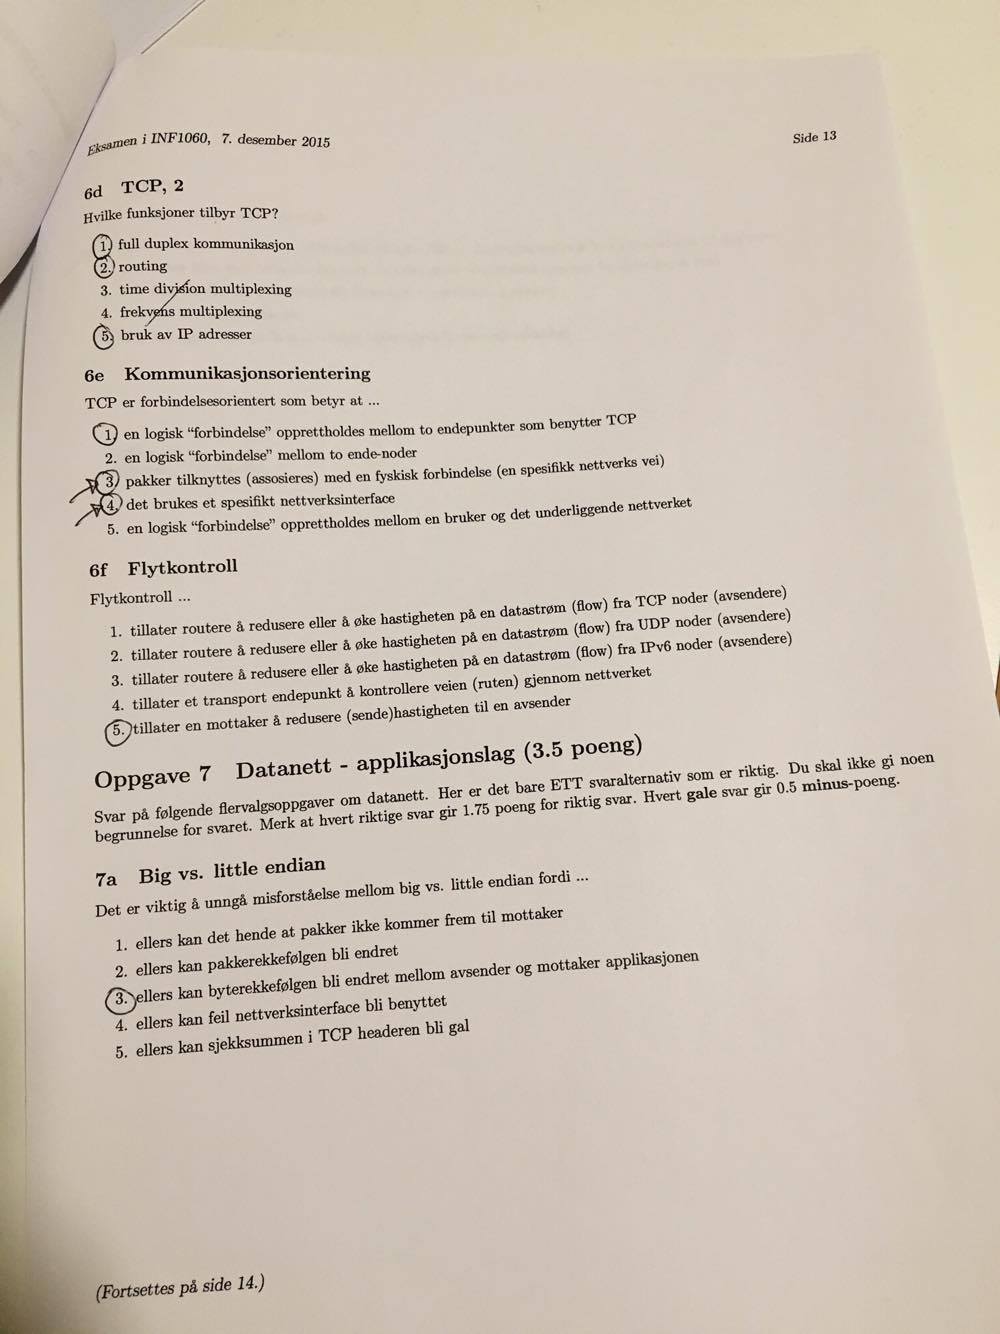 Eksamen i INF1060, 7. desember 2015 Side 13
6d TCP, 2
Hvilke funksjoner tilbyr TCP?
1. full duplex kommunikasjon
2. routing
3. time division multiplexing
4. frekvens multiplexing
5. bruk av IP adresser
6e Kommunikasjonsorientering
TCP er forbindelsesorientert som betyr at ...
1. en logisk “forbindelse” opprettholdes mellom to endepunkter som benytter TCP
2. en logisk “forbindelse” mellom to ende-noder
3. pakker tilknyttes (assosieres) med en fyskisk forbindelse (en spesifikk nettverks vei)
4. det brukes et spesifikt nettverksinterface
5. en logisk “forbindelse” opprettholdes mellom en bruker og det underliggende nettverket
6f Flytkontroll
Flytkontroll ...
1. tillater routere å redusere eller å øke hastigheten på en datastrøm (flow) fra TCP noder (avsendere)
2. tillater routere å redusere eller å øke hastigheten på en datastrøm (flow) fra UDP noder (avsendere)
3. tillater routere å redusere eller å øke hastigheten på en datastrøm (flow) fra IPv6 noder (avsendere)
4. tillater et transport endepunkt å kontrollere veien (ruten) gjennom nettverket
5. tillater en mottaker å redusere (sende)hastigheten til en avsender
Oppgave 7 Datanett - applikasjonslag (3.5 poeng)
Svar på følgende flervalgsoppgaver om datanett. Her er det bare ETT svaralternativ som er riktig. Du skal ikke gi noen
begrunnelse for svaret. Merk at hvert riktige svar gir 1.75 poeng for riktig svar. Hvert gale svar gir 0.5 minus-poeng.
7a Big vs. little endian
Det er viktig å unngå misforståelse mellom big vs. little endian fordi ...
1. ellers kan det hende at pakker ikke kommer frem til mottaker
2. ellers kan pakkerekkefølgen bli endret
3. ellers kan byterekkefølgen bli endret mellom avsender og mottaker applikasjonen
4. ellers kan feil nettverksinterface bli benyttet
5. ellers kan sjekksummen i TCP headeren bli gal
(Fortsettes på side 14.)